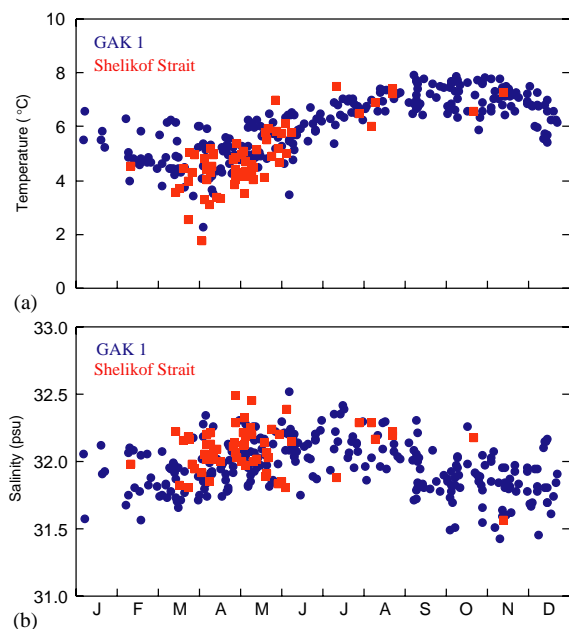 10
GAK 1
Shelikof Strait
8
6
4
2
0
Temperature (°C)
(a)
33.0
GAK 1
Shelikof Strait
32.5
32.0
31.5
31.0
Salinity (psu)
J F M A M J J A S O N D
(b)